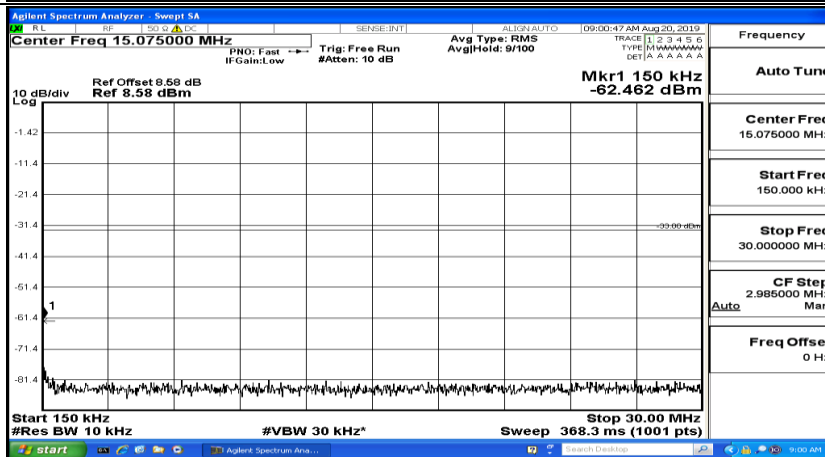 Agilent Spectrum Analyzer - Swept SA
LXI RL RF 50 Ω DC SENSE:INT ALIGN AUTO 09:00:47 AM Aug 20, 2019
Center Freq 15.075000 MHz
PNO: Fast
IFGain:Low
Trig: Free Run
#Atten: 10 dB
Avg Type: RMS
Avg|Hold: 9/100
TRACE 1 2 3 4 5 6
TYPE M WWWWW
DET A A A A A A
Ref Offset 8.58 dB
10 dB/div Ref 8.58 dBm
Log
Mkr1 150 kHz
-62.462 dBm
-1.42
-11.4
-21.4
-31.4
-33.00 dBm
-41.4
-51.4
1
-61.4
-71.4
-81.4
Start 150 kHz Stop 30.00 MHz
#Res BW 10 kHz #VBW 30 kHz* Sweep 368.3 ms (1001 pts)
Frequency
Auto Tune
Center Freq
15.075000 MHz
Start Freq
150.000 kHz
Stop Freq
30.000000 MHz
CF Step
2.985000 MHz
Auto Man
Freq Offset
0 Hz
start Agilent Spectrum Ana... Search Desktop 9:00 AM